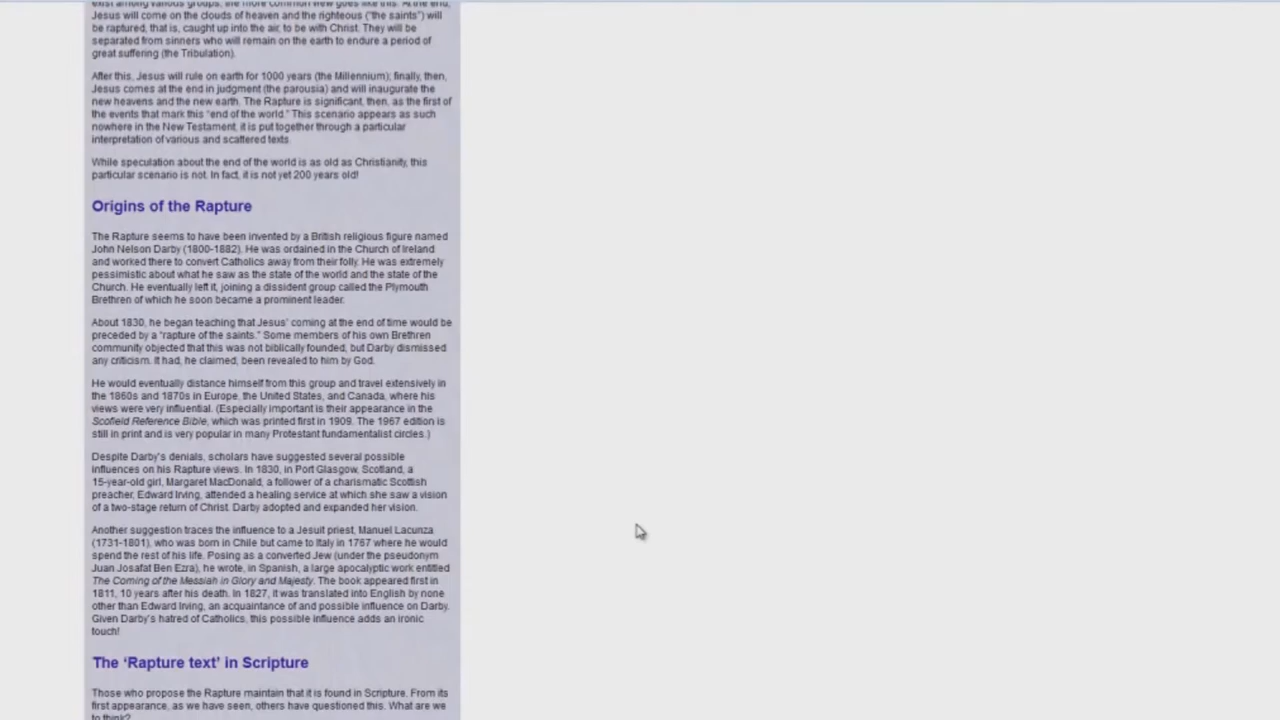 exist among various groups, the more common view goes like this: At the end,
Jesus will come on the clouds of heaven and the righteous ("the saints") will
be raptured, that is, caught up into the air, to be with Christ. They will be
separated from sinners who will remain on the earth to endure a period of
great suffering (the Tribulation).
After this, Jesus will rule on earth for 1000 years (the Millennium); finally, then,
Jesus comes at the end in judgment (the parousia) and will inaugurate the
new heavens and the new earth. The Rapture is significant, then, as the first of
the events that mark this "end of the world." This scenario appears as such
nowhere in the New Testament, it is put together through a particular
interpretation of various and scattered texts.
While speculation about the end of the world is as old as Christianity, this
particular scenario is not. In fact, it is not yet 200 years old!
Origins of the Rapture
The Rapture seems to have been invented by a British religious figure named
John Nelson Darby (1800-1882). He was ordained in the Church of Ireland
and worked there to convert Catholics away from their folly. He was extremely
pessimistic about what he saw as the state of the world and the state of the
Church. He eventually left it, joining a dissident group called the Plymouth
Brethren of which he soon became a prominent leader.
About 1830, he began teaching that Jesus' coming at the end of time would be
preceded by a "rapture of the saints." Some members of his own Brethren
community objected that this was not biblically founded, but Darby dismissed
any criticism. It had, he claimed, been revealed to him by God.
He would eventually distance himself from this group and travel extensively in
the 1860s and 1870s in Europe, the United States, and Canada, where his
views were very influential. (Especially important is their appearance in the
Scofield Reference Bible, which was printed first in 1909. The 1967 edition is
still in print and is very popular in many Protestant fundamentalist circles.)
Despite Darby's denials, scholars have suggested several possible
influences on his Rapture views. In 1830, in Port Glasgow, Scotland, a
15-year-old girl, Margaret MacDonald, a follower of a charismatic Scottish
preacher, Edward Irving, attended a healing service at which she saw a vision
of a two-stage return of Christ. Darby adopted and expanded her vision.
Another suggestion traces the influence to a Jesuit priest, Manuel Lacunza
(1731-1801), who was born in Chile but came to Italy in 1767 where he would
spend the rest of his life. Posing as a converted Jew (under the pseudonym
Juan Josafat Ben Ezra), he wrote, in Spanish, a large apocalyptic work entitled
The Coming of the Messiah in Glory and Majesty. The book appeared first in
1811, 10 years after his death. In 1827, it was translated into English by none
other than Edward Irving, an acquaintance of and possible influence on Darby.
Given Darby's hatred of Catholics, this possible influence adds an ironic
touch!
The 'Rapture text' in Scripture
Those who propose the Rapture maintain that it is found in Scripture. From its
first appearance, as we have seen, others have questioned this. What are we
to think?